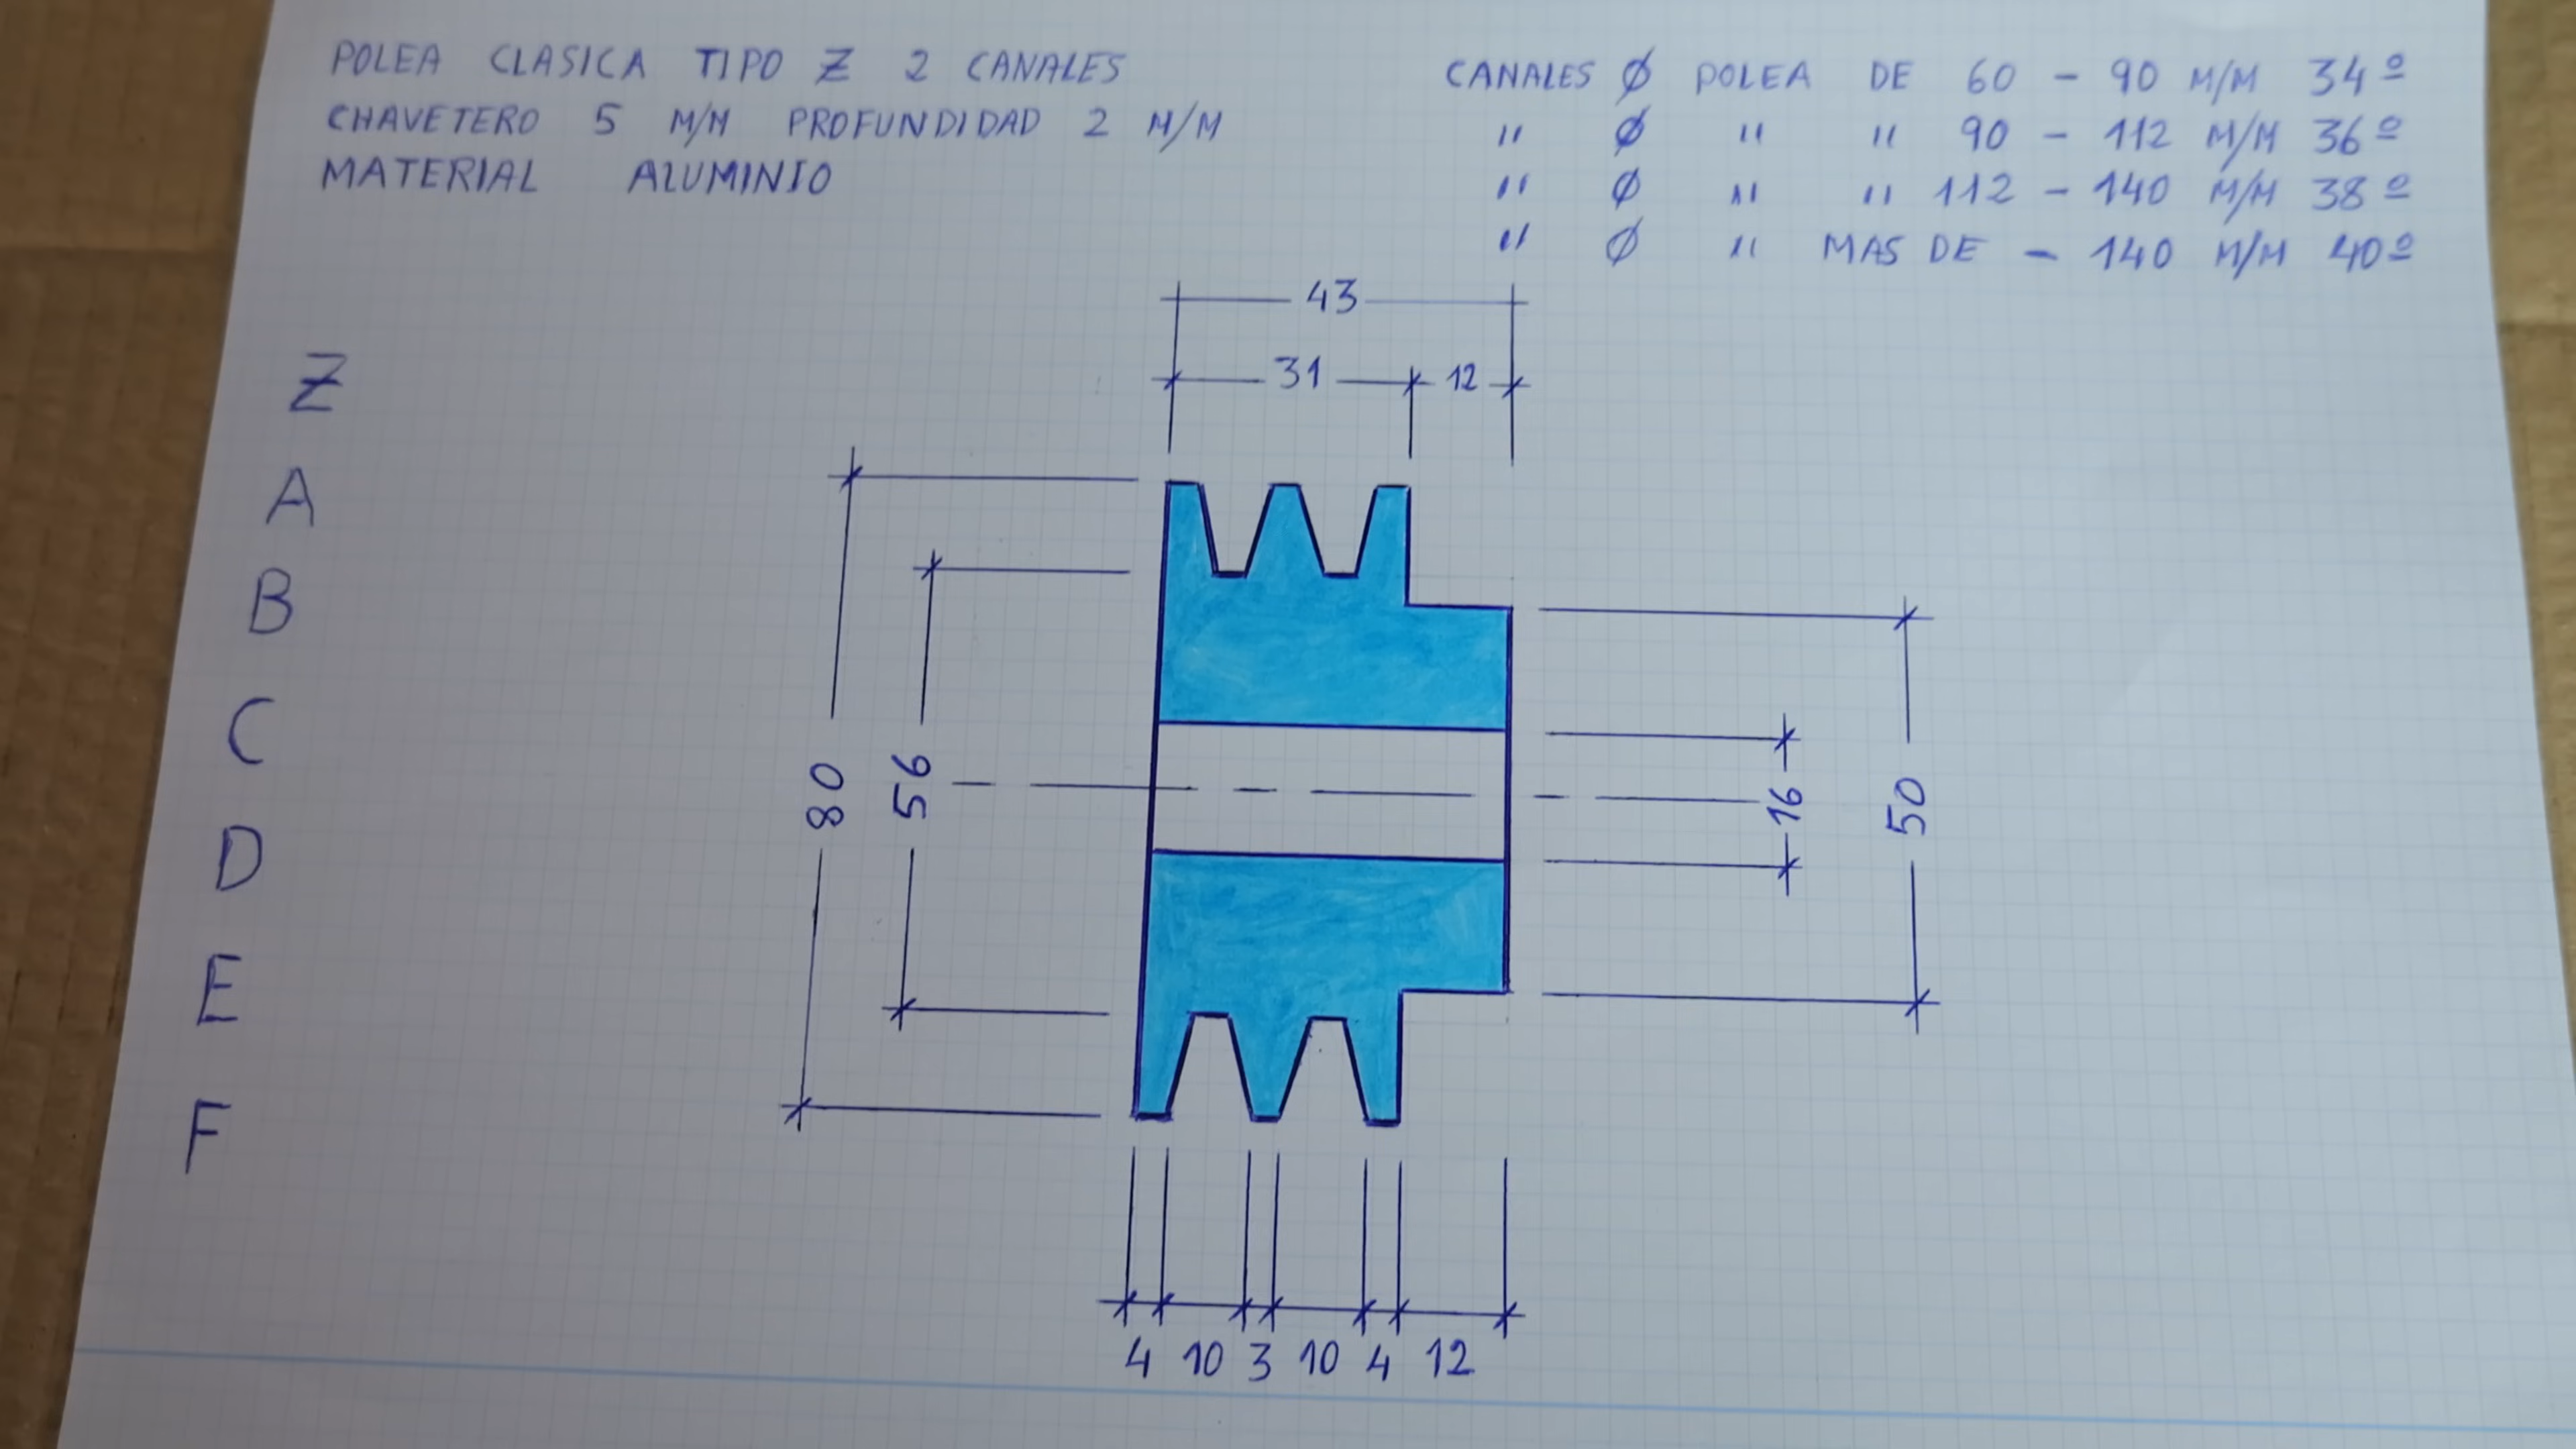 POLEA CLASICA TIPO Z 2 CANALES
CHAVETERO 5 M/M PROFUNDIDAD 2 M/M
MATERIAL ALUMINIO
CANALES Ø POLEA DE 60 - 90 M/M 34º
" Ø " " 90 - 112 M/M 36º
" Ø " " 112 - 140 M/M 38º
" Ø " MAS DE - 140 M/M 40º
Z
A
B
C
D
E
F
43
31 12
80 56 16 50
4 10 3 10 4 12